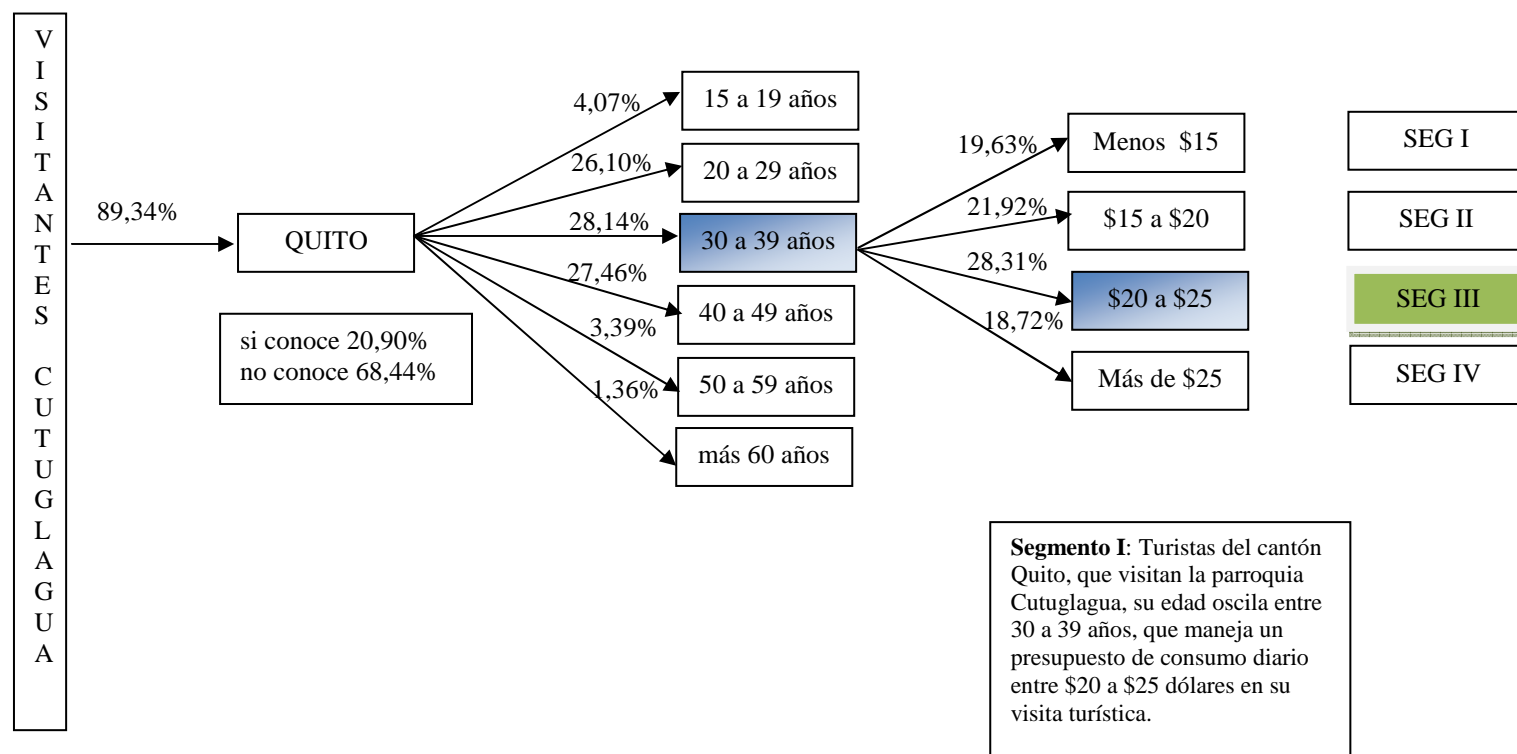 VISITANTES CUTUGLAGUA
89,34%
QUITO
si conoce 20,90%
no conoce 68,44%
4,07%
26,10%
28,14%
27,46%
3,39%
1,36%
15 a 19 años
20 a 29 años
30 a 39 años
40 a 49 años
50 a 59 años
más 60 años
19,63%
21,92%
28,31%
18,72%
Menos $15
$15 a $20
$20 a $25
Más de $25
SEG I
SEG II
SEG III
SEG IV
Segmento I: Turistas del cantón
Quito, que visitan la parroquia
Cutuglagua, su edad oscila entre
30 a 39 años, que maneja un
presupuesto de consumo diario
entre $20 a $25 dólares en su
visita turística.